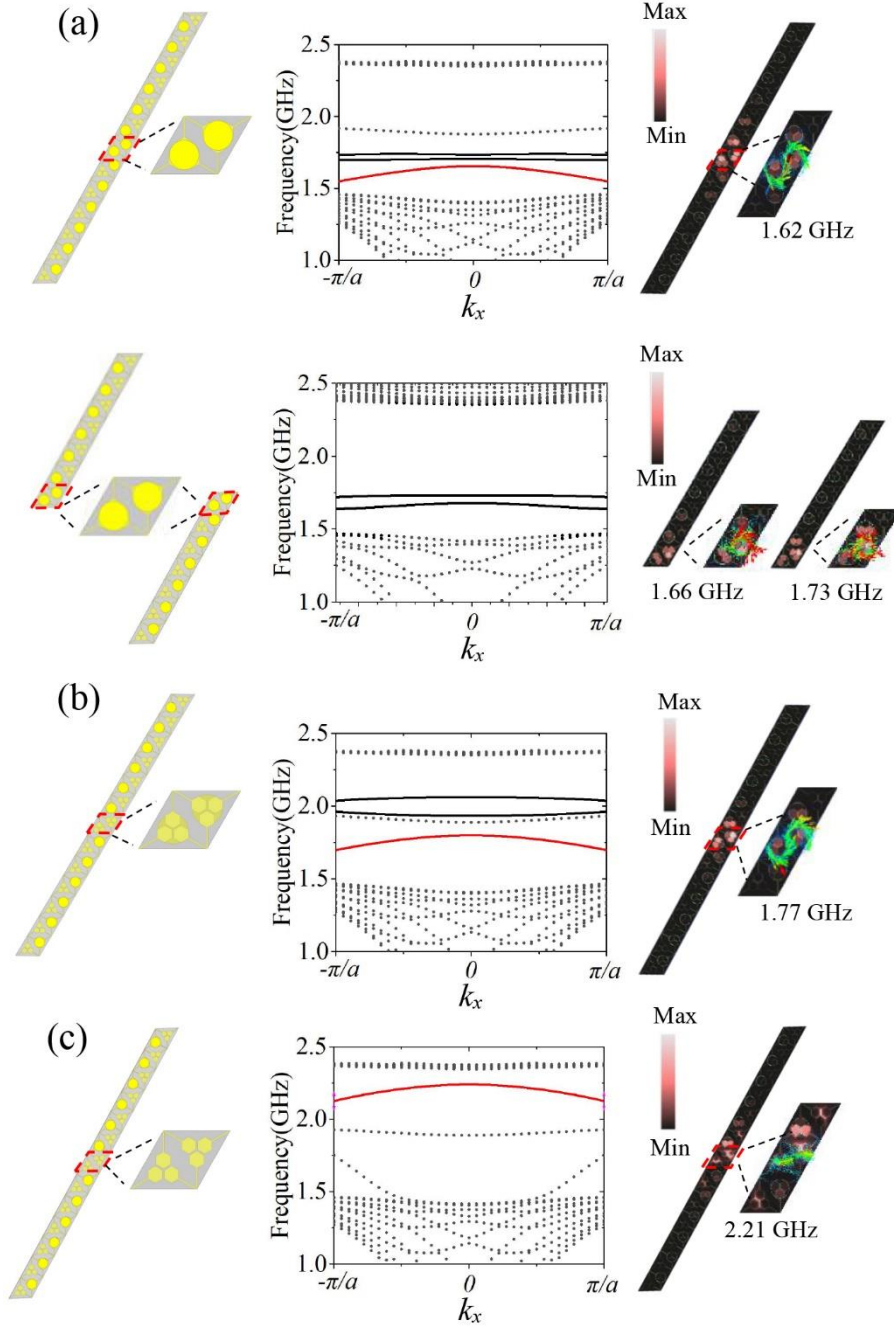 (a)
2.5
2.0
1.5
1.0
Frequency(GHz)
-π/a
0
π/a
kx
Max
Min
1.62 GHz
2.5
2.0
1.5
1.0
Frequency(GHz)
-π/a
0
π/a
kx
Max
Min
1.66 GHz
1.73 GHz
(b)
2.5
2.0
1.5
1.0
Frequency(GHz)
-π/a
0
π/a
kx
Max
Min
1.77 GHz
(c)
2.5
2.0
1.5
1.0
Frequency(GHz)
-π/a
0
π/a
kx
Max
Min
2.21 GHz